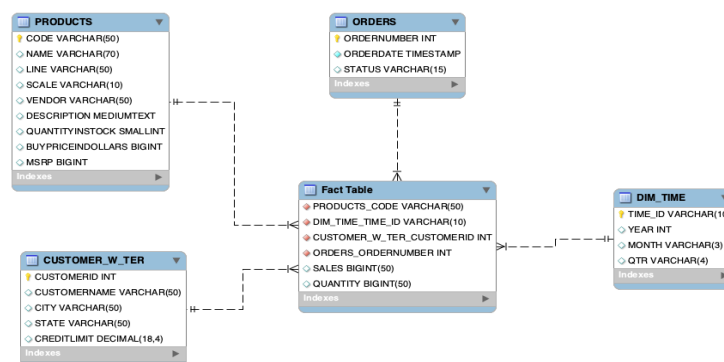 PRODUCTS
CODE VARCHAR(50)
NAME VARCHAR(70)
LINE VARCHAR(50)
SCALE VARCHAR(10)
VENDOR VARCHAR(50)
DESCRIPTION MEDIUMTEXT
QUANTITYINSTOCK SMALLINT
BUYPRICEINDOLLARS BIGINT
MSRP BIGINT
Indexes
ORDERS
ORDERNUMBER INT
ORDERDATE TIMESTAMP
STATUS VARCHAR(15)
Indexes
Fact Table
PRODUCTS_CODE VARCHAR(50)
DIM_TIME_TIME_ID VARCHAR(10)
CUSTOMER_W_TER_CUSTOMERID INT
ORDERS_ORDERNUMBER INT
SALES BIGINT(50)
QUANTITY BIGINT(50)
Indexes
DIM_TIME
TIME_ID VARCHAR(10
YEAR INT
MONTH VARCHAR(3)
QTR VARCHAR(4)
Indexes
CUSTOMER_W_TER
CUSTOMERID INT
CUSTOMERNAME VARCHAR(50)
CITY VARCHAR(50)
STATE VARCHAR(50)
CREDITLIMIT DECIMAL(18,4)
Indexes